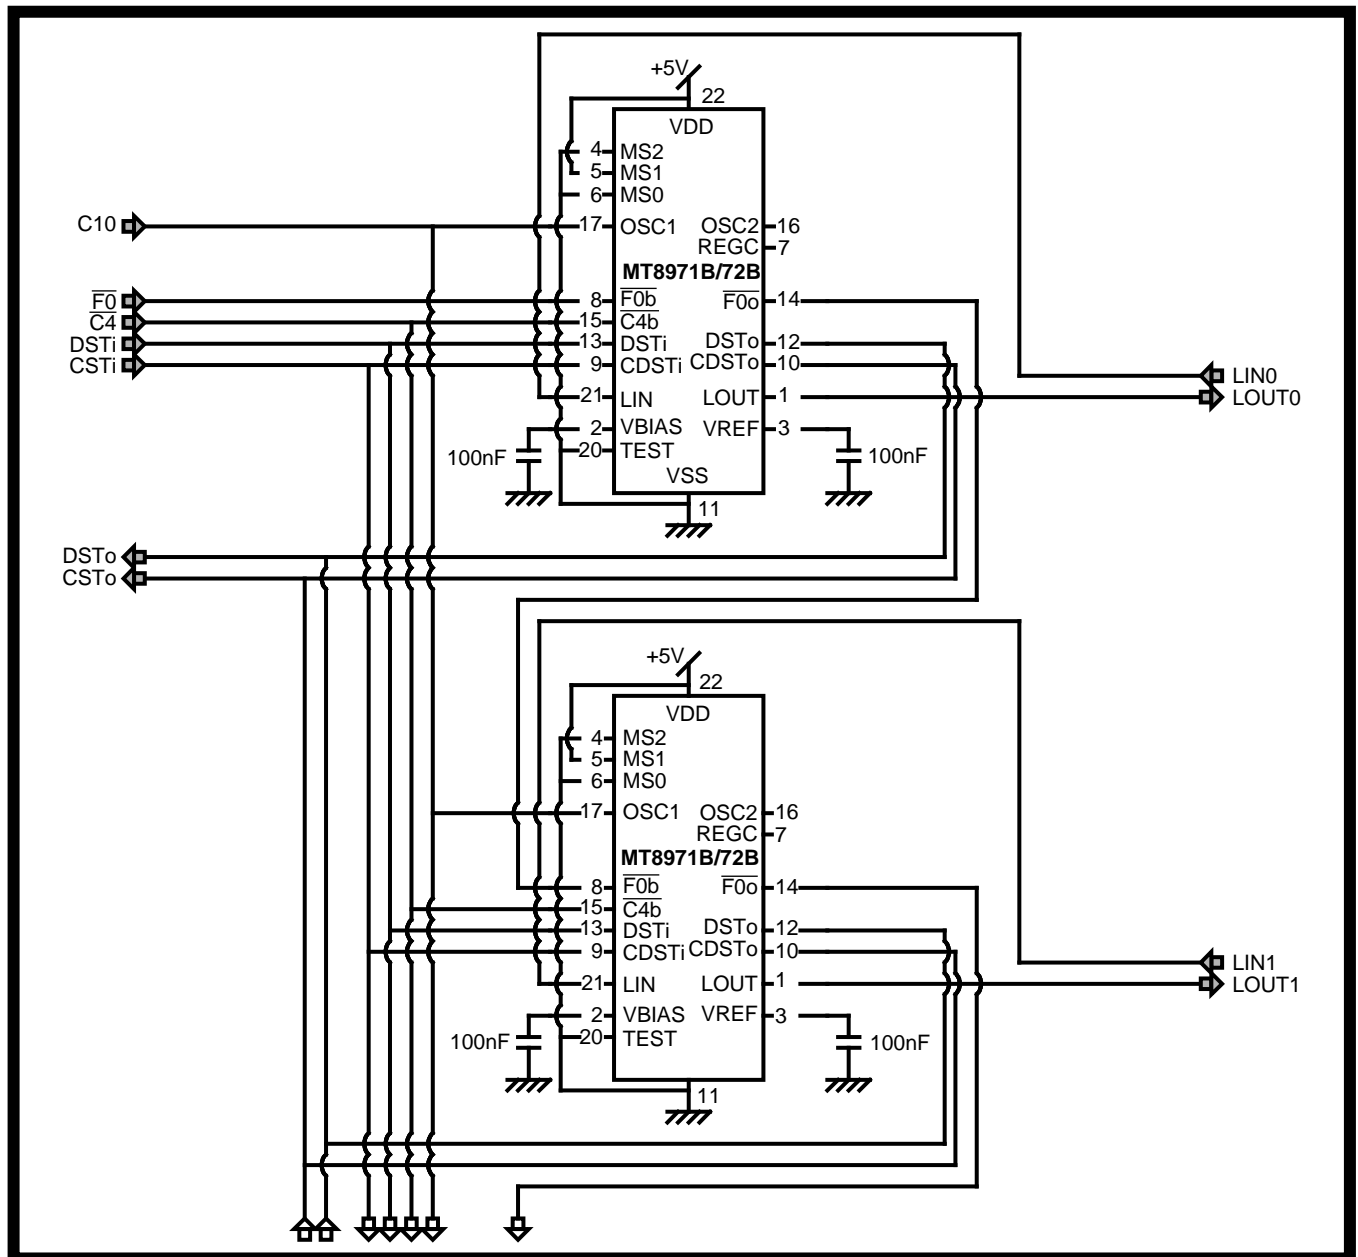 +5V
22
VDD
4 MS2
5 MS1
6 MS0
C10
17 OSC1 OSC2 16
REGC 7
MT8971B/72B
F0 8 F0b F0o 14
C4 15 C4b
DSTi 13 DSTi DSTo 12
CSTi 9 CDSTi CDSTo 10
LIN0
21 LIN LOUT 1 LOUT0
2 VBIAS VREF 3
20 TEST
100nF 100nF
VSS
11
DSTo
CSTo
+5V
22
VDD
4 MS2
5 MS1
6 MS0
17 OSC1 OSC2 16
REGC 7
MT8971B/72B
8 F0b F0o 14
15 C4b
13 DSTi DSTo 12
9 CDSTi CDSTo 10
LIN1
21 LIN LOUT 1 LOUT1
2 VBIAS VREF 3
20 TEST
100nF 100nF
11